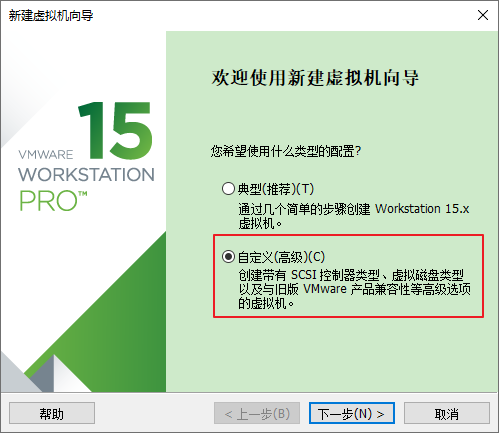 新建虚拟机向导
15
VMWARE
WORKSTATION
PRO™
欢迎使用新建虚拟机向导
您希望使用什么类型的配置?
典型(推荐)(T)
通过几个简单的步骤创建 Workstation 15.x
虚拟机。
自定义(高级)(C)
创建带有 SCSI 控制器类型、虚拟磁盘类型
以及与旧版 VMware 产品兼容性等高级选项
的虚拟机。
帮助
< 上一步(B)
下一步(N) >
取消